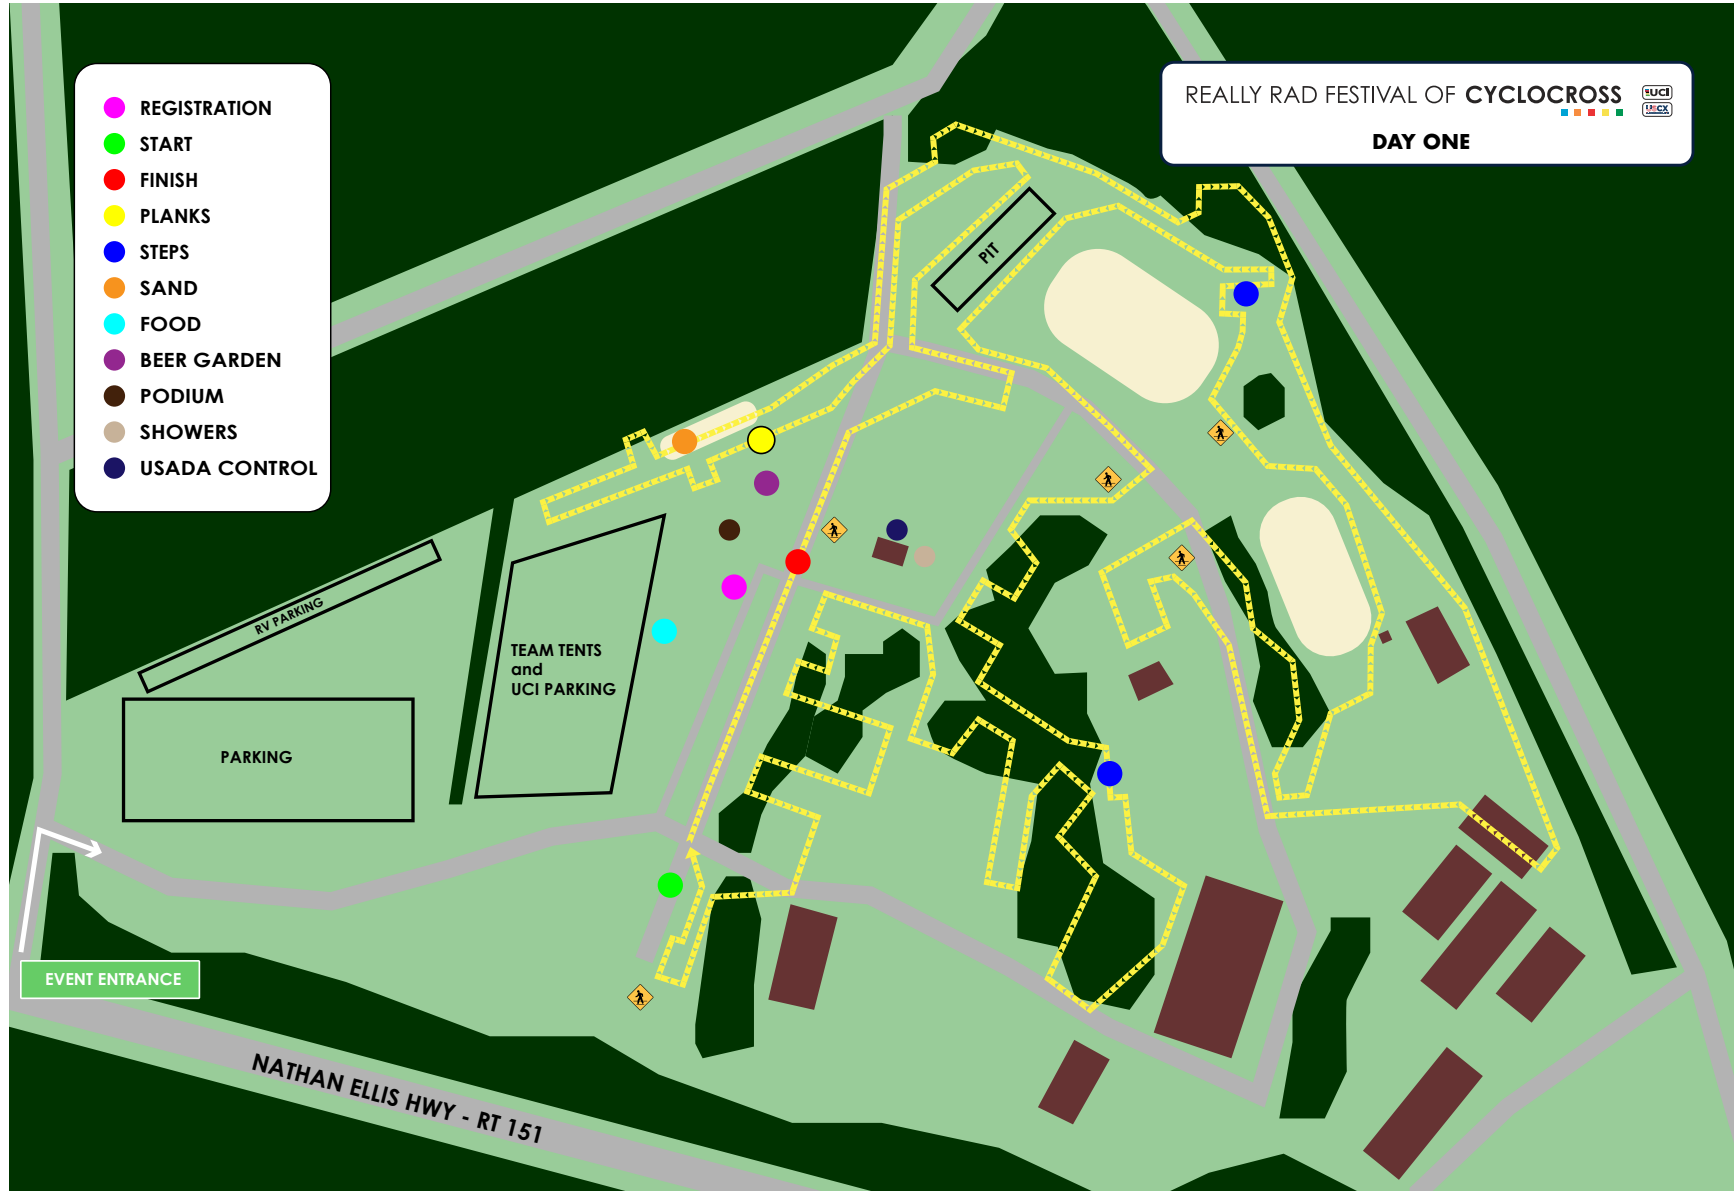 REGISTRATION
START
FINISH
PLANKS
STEPS
SAND
FOOD
BEER GARDEN
PODIUM
SHOWERS
USADA CONTROL
REALLY RAD FESTIVAL OF CYCLOCROSS
UCI
DAY ONE
PIT
RV PARKING
TEAM TENTS
and
UCI PARKING
PARKING
EVENT ENTRANCE
NATHAN ELLIS HWY - RT 151